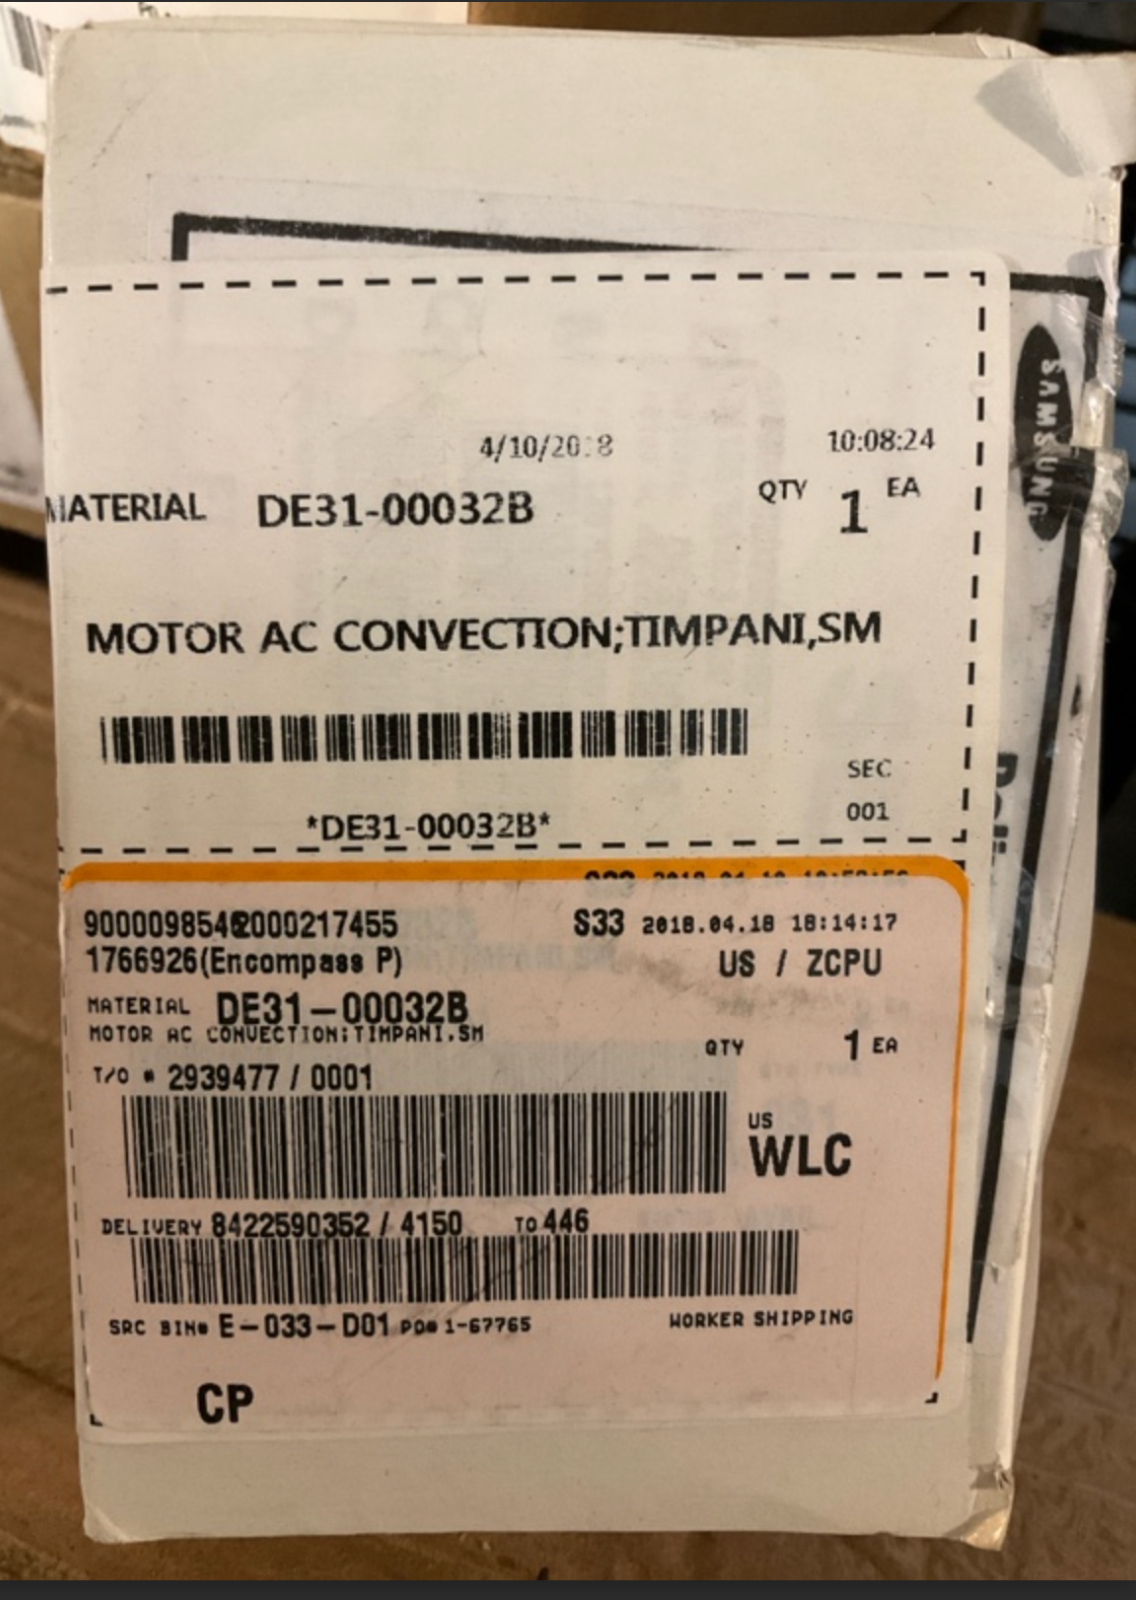 SAMSUNG
4/10/2018 10:08:24
MATERIAL DE31-00032B QTY 1 EA
MOTOR AC CONVECTION;TIMPANI,SM
SEC
*DE31-00032B* 001
S33 2018.04.18 18:14:17
1766926(Encompass P) US / ZCPU
MATERIAL DE31-00032B
MOTOR AC CONVECTION;TIMPANI.SM
QTY 1 EA
T/O # 2939477 / 0001
US
WLC
DELIVERY 8422590352 / 4150 TO 446
SRC BIN# E-033-D01 PO# 1-67765 WORKER SHIPPING
CP